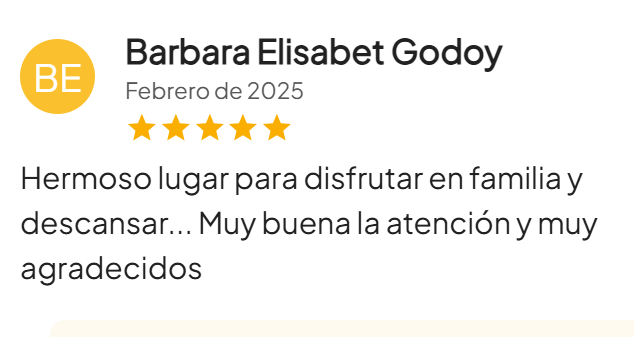 BE
Barbara Elisabet Godoy
Febrero de 2025
Hermoso lugar para disfrutar en familia y
descansar... Muy buena la atención y muy
agradecidos